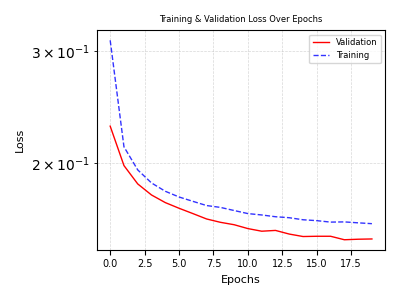 Training & Validation Loss Over Epochs
Validation
Training
3 × 10⁻¹
2 × 10⁻¹
Loss
0.0 2.5 5.0 7.5 10.0 12.5 15.0 17.5
Epochs